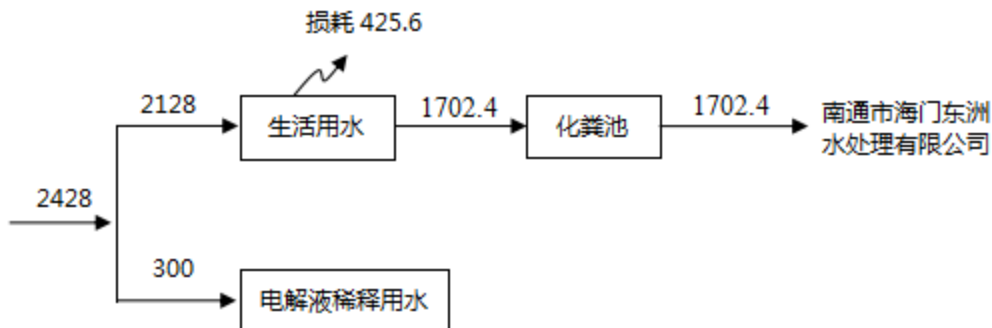 损耗 425.6
2128
生活用水
1702.4
化粪池
1702.4
南通市海门东洲
水处理有限公司
2428
300
电解液稀释用水